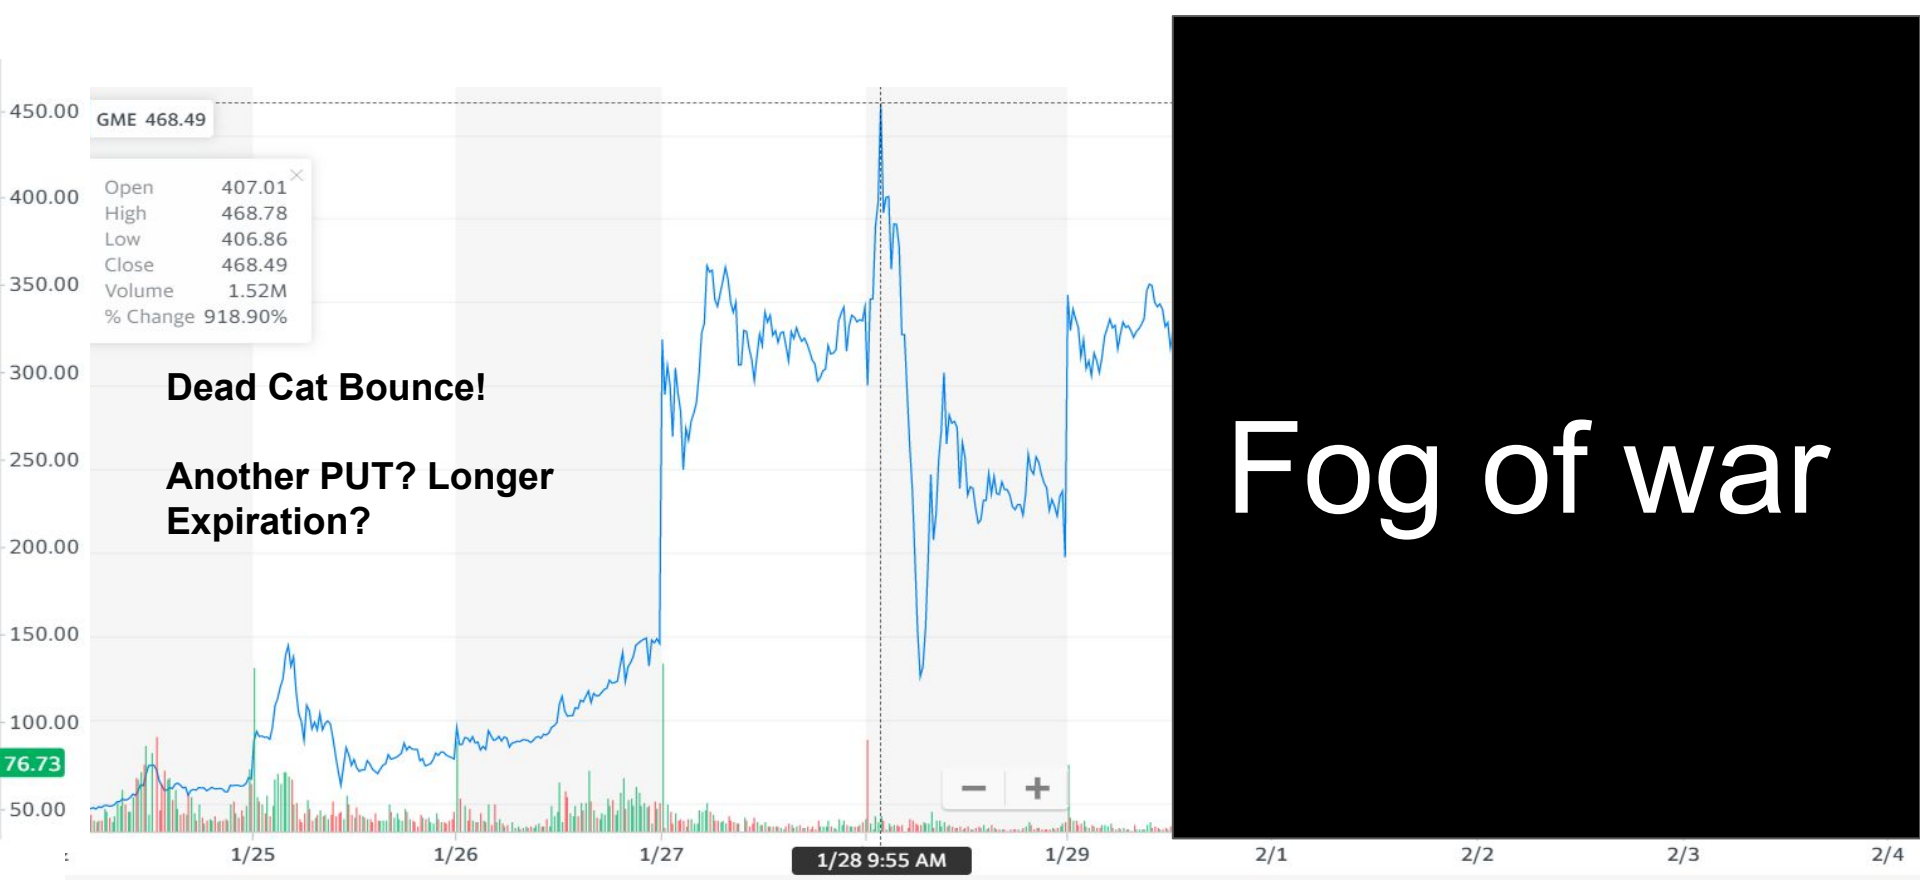 450.00
400.00
350.00
300.00
250.00
200.00
150.00
100.00
76.73
50.00
GME 468.49
Open 407.01
High 468.78
Low 406.86
Close 468.49
Volume 1.52M
% Change 918.90%
Dead Cat Bounce!
Another PUT? Longer
Expiration?
Fog of war
1/25 1/26 1/27 1/28 9:55 AM 1/29 2/1 2/2 2/3 2/4